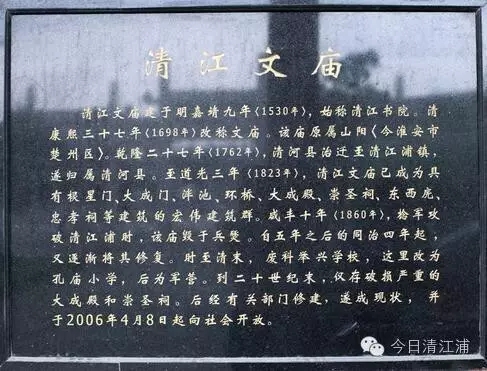 清江文庙
清江文庙建于明嘉靖九年〈1530年〉，始称清江书院。清
康熙三十七年〈1698年〉改称文庙。该庙原属山阳〈今淮安市
楚州区〉。乾隆二十七年〈1762年〉，清河县治迁至清江浦镇，
遂归属清河县。至道光三年〈1823年〉，清江文庙已成为具
有棂星门、大成门、泮池、环桥、大成殿、崇圣祠、东西庑、
忠孝祠等建筑的宏伟建筑群。咸丰十年〈1860年〉，捻军攻
破清江浦时，该庙毁于兵燹。自五年之后的同治四年起，
又逐渐将其修复。时至清末，废科举兴学校，这里改为
孔庙小学，后为军营。到二十世纪末，仅存破损严重的
大成殿和崇圣祠。后经有关部门修建，遂成现状，并
于2006年4月8日起向社会开放。
今日清江浦